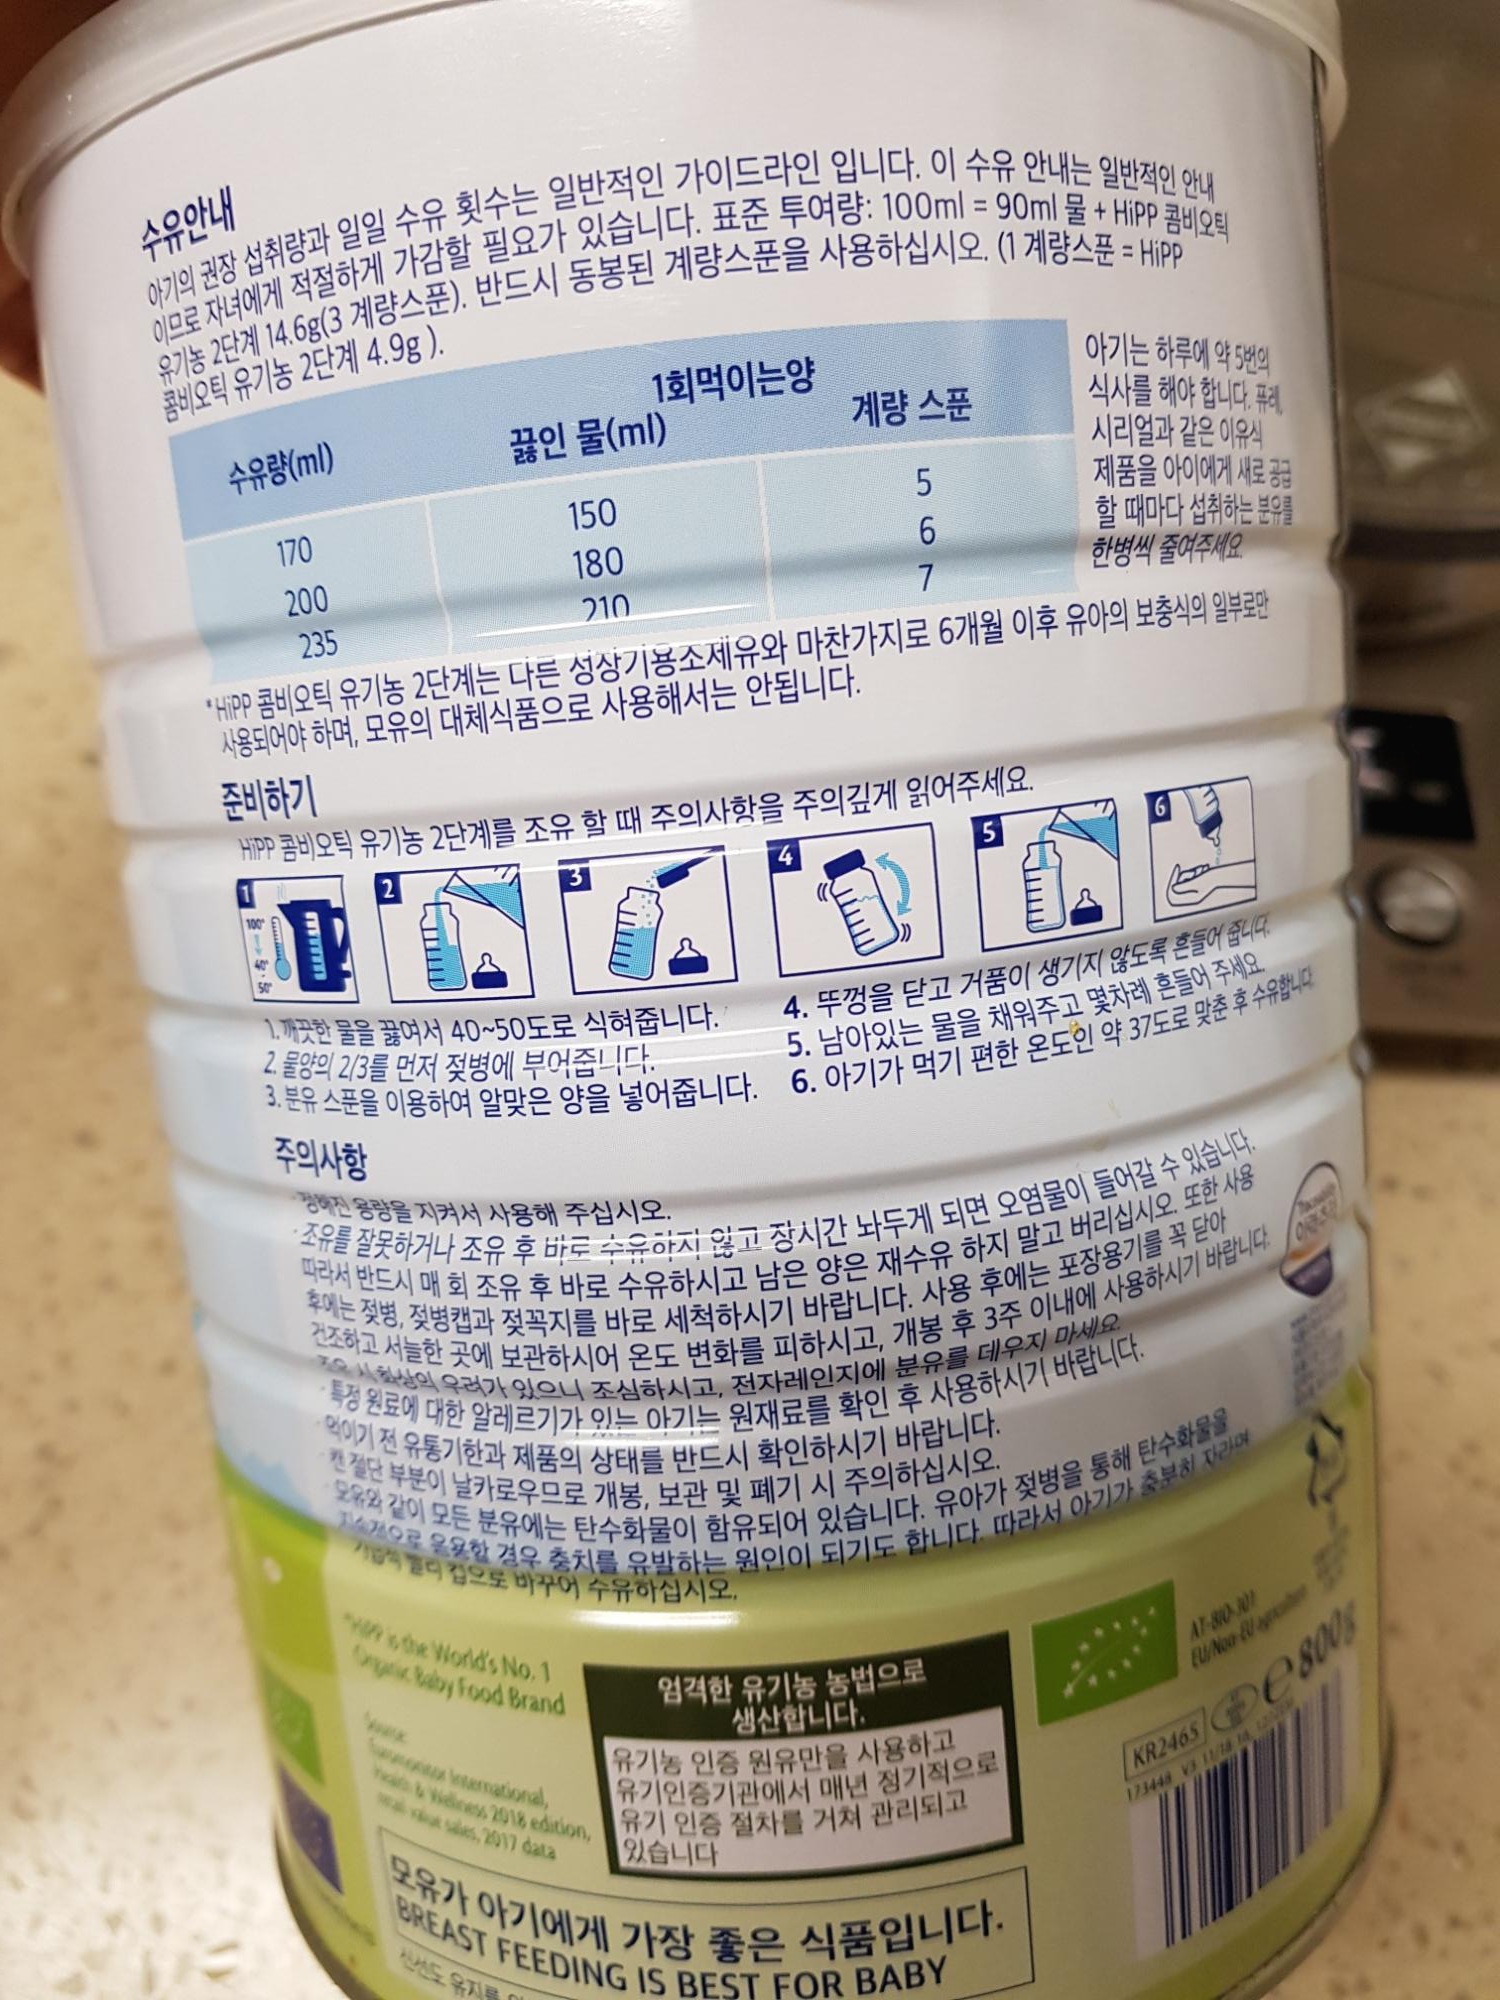 수유안내
아기의 권장 섭취량과 일일 수유 횟수는 일반적인 가이드라인 입니다. 이 수유 안내는 일반적인 안내
이므로 자녀에게 적절하게 가감할 필요가 있습니다. 표준 투여량: 100ml = 90ml 물 + HiPP 콤비오틱
유기농 2단계 14.6g(3 계량스푼). 반드시 동봉된 계량스푼을 사용하십시오. (1 계량스푼 = HiPP
콤비오틱 유기농 2단계 4.9g ).
1회먹이는양
수유량(ml) 끓인 물(ml) 계량 스푼
170 150 5
200 180 6
235 210 7
아기는 하루에 약 5번의
식사를 해야 합니다. 퓨레,
시리얼과 같은 이유식
제품을 아이에게 새로 공급
할 때마다 섭취하는 분유를
한병씩 줄여주세요.
* HiPP 콤비오틱 유기농 2단계는 다른 성장기용조제유와 마찬가지로 6개월 이후 유아의 보충식의 일부로만
사용되어야 하며, 모유의 대체식품으로 사용해서는 안됩니다.
준비하기
HiPP 콤비오틱 유기농 2단계를 조유 할 때 주의사항을 주의깊게 읽어주세요.
1 2 3 4 5 6
100°
40°
50°
1. 깨끗한 물을 끓여서 40~50도로 식혀줍니다.
2. 물양의 2/3를 먼저 젖병에 부어줍니다.
3. 분유 스푼을 이용하여 알맞은 양을 넣어줍니다.
4. 뚜껑을 닫고 거품이 생기지 않도록 흔들어 줍니다.
5. 남아있는 물을 채워주고 몇차례 흔들어 주세요.
6. 아기가 먹기 편한 온도인 약 37도로 맞춘 후 수유합니다.
주의사항
· 정해진 용량을 지켜서 사용해 주십시오.
· 조유를 잘못하거나 조유 후 바로 수유하지 않고 장시간 놔두게 되면 오염물이 들어갈 수 있습니다.
따라서 반드시 매 회 조유 후 바로 수유하시고 남은 양은 재수유 하지 말고 버리십시오. 또한 사용
후에는 젖병, 젖병캡과 젖꼭지를 바로 세척하시기 바랍니다. 사용 후에는 포장용기를 꼭 닫아
건조하고 서늘한 곳에 보관하시어 온도 변화를 피하시고, 개봉 후 3주 이내에 사용하시기 바랍니다.
조유 시 화상의 우려가 있으니 조심하시고, 전자레인지에 분유를 데우지 마세요.
· 특정 원료에 대한 알레르기가 있는 아기는 원재료를 확인 후 사용하시기 바랍니다.
· 먹이기 전 유통기한과 제품의 상태를 반드시 확인하시기 바랍니다.
· 캔 절단 부분이 날카로우므로 개봉, 보관 및 폐기 시 주의하십시오.
· 모유와 같이 모든 분유에는 탄수화물이 함유되어 있습니다. 유아가 젖병을 통해 탄수화물을
지속적으로 음용할 경우 충치를 유발하는 원인이 되기도 합니다. 따라서 아기가 충분히 자라면
컵으로 바꾸어 수유하십시오.
*HiPP is the World's No. 1
Organic Baby Food Brand
Source:
Euromonitor International,
Health & Wellness 2018 edition,
retail value sales, 2017 data
엄격한 유기농 농법으로
생산합니다.
유기농 인증 원유만을 사용하고
유기인증기관에서 매년 정기적으로
유기 인증 절차를 거쳐 관리되고
있습니다
AT-BIO-301
EU/Non-EU agriculture
e 800g
KR2465
173448 V3 11/18
모유가 아기에게 가장 좋은 식품입니다.
BREAST FEEDING IS BEST FOR BABY
신선도 유지를